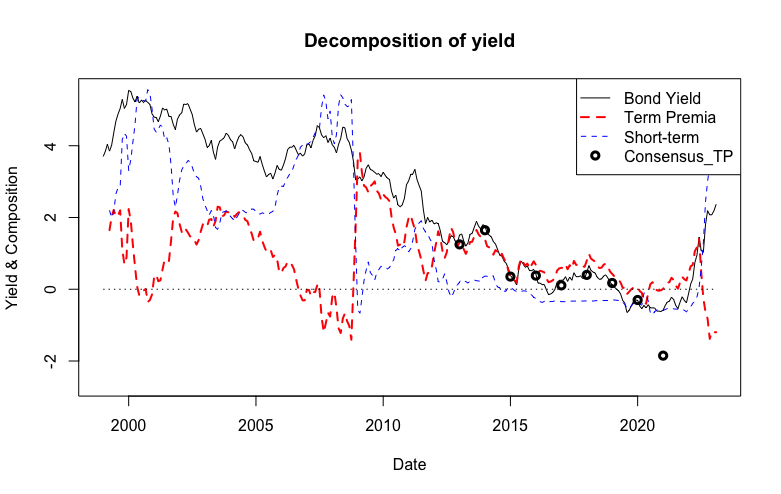 Decomposition of yield
Bond Yield
Term Premia
Short-term
Consensus_TP
Yield & Composition
4
2
0
-2
2000
2005
2010
2015
2020
Date